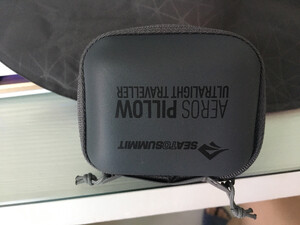 SEA TO SUMMIT
AEROS PILLOW
ULTRALIGHT TRAVELLER